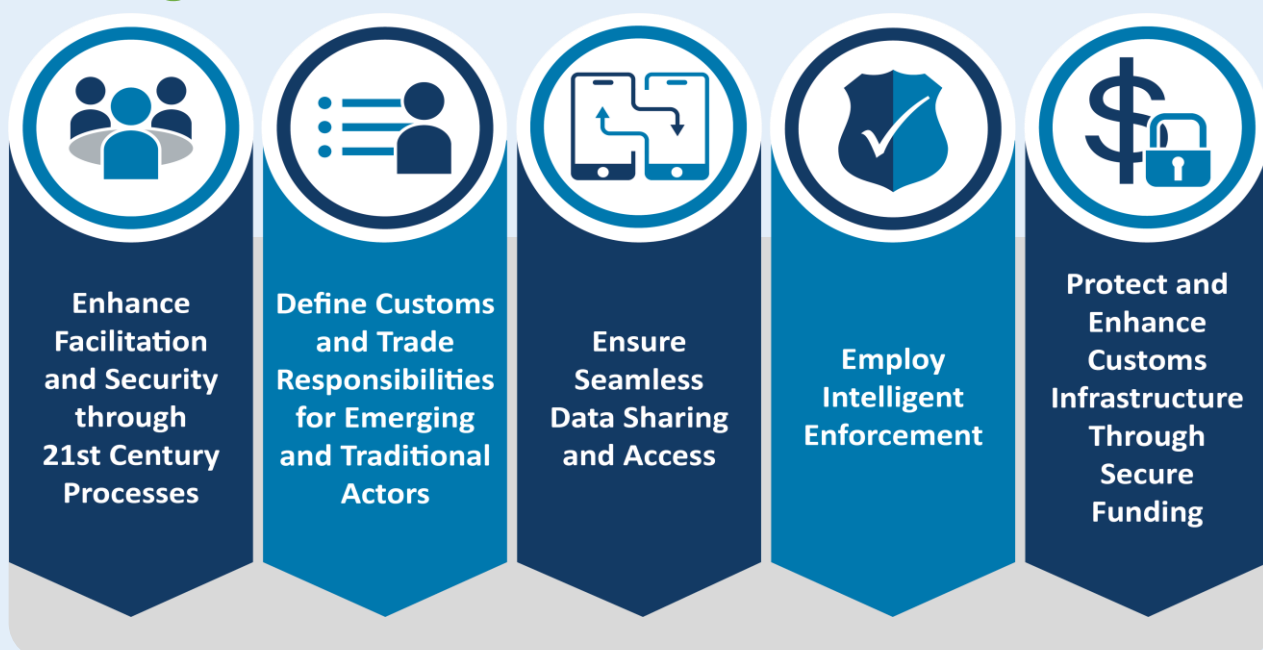 Enhance
Facilitation
and Security
through
21st Century
Processes
Define Customs
and Trade
Responsibilities
for Emerging
and Traditional
Actors
Ensure
Seamless
Data Sharing
and Access
Employ
Intelligent
Enforcement
Protect and
Enhance
Customs
Infrastructure
Through
Secure
Funding